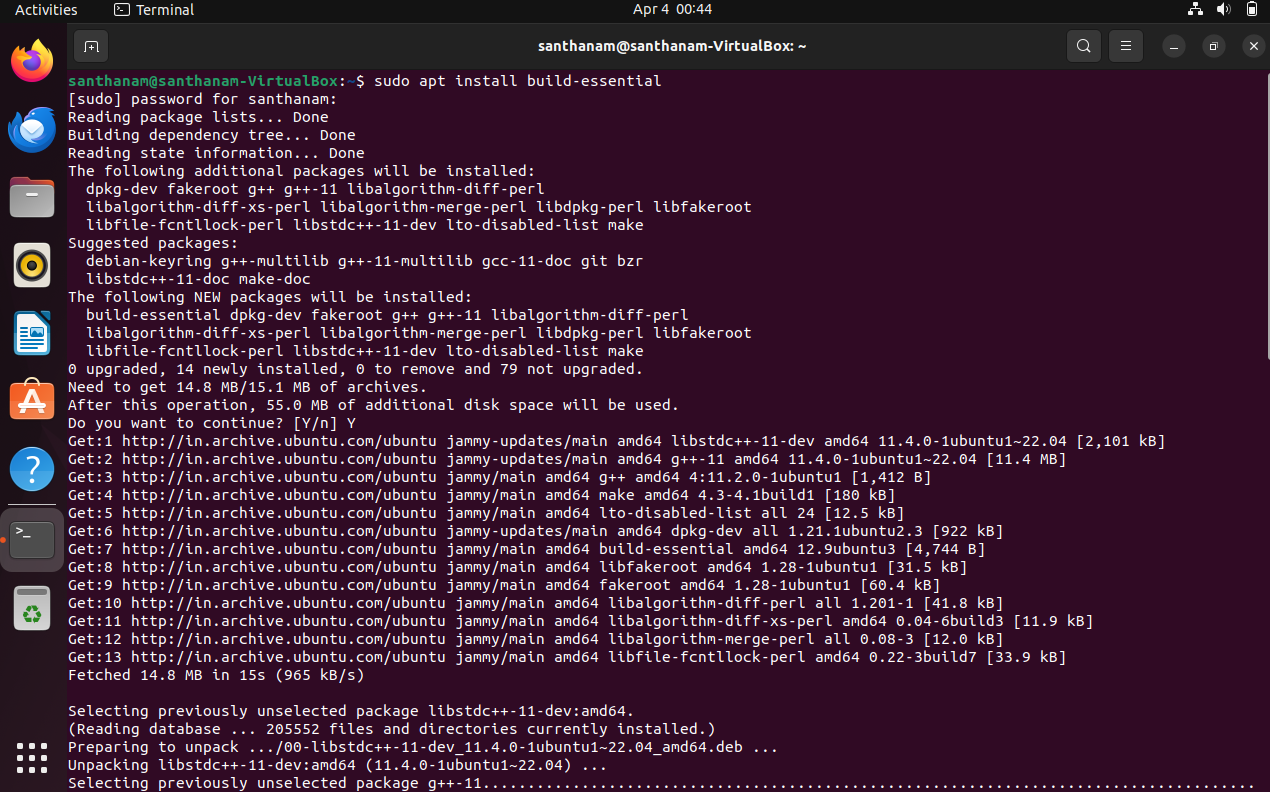 Activities
Terminal
Apr 4 00:44
santhanam@santhanam-VirtualBox: ~
santhanam@santhanam-VirtualBox:~$ sudo apt install build-essential
[sudo] password for santhanam:
Reading package lists... Done
Building dependency tree... Done
Reading state information... Done
The following additional packages will be installed:
  dpkg-dev fakeroot g++ g++-11 libalgorithm-diff-perl
  libalgorithm-diff-xs-perl libalgorithm-merge-perl libdpkg-perl libfakeroot
  libfile-fcntllock-perl libstdc++-11-dev lto-disabled-list make
Suggested packages:
  debian-keyring g++-multilib g++-11-multilib gcc-11-doc git bzr
  libstdc++-11-doc make-doc
The following NEW packages will be installed:
  build-essential dpkg-dev fakeroot g++ g++-11 libalgorithm-diff-perl
  libalgorithm-diff-xs-perl libalgorithm-merge-perl libdpkg-perl libfakeroot
  libfile-fcntllock-perl libstdc++-11-dev lto-disabled-list make
0 upgraded, 14 newly installed, 0 to remove and 79 not upgraded.
Need to get 14.8 MB/15.1 MB of archives.
After this operation, 55.0 MB of additional disk space will be used.
Do you want to continue? [Y/n] Y
Get:1 http://in.archive.ubuntu.com/ubuntu jammy-updates/main amd64 libstdc++-11-dev amd64 11.4.0-1ubuntu1~22.04 [2,101 kB]
Get:2 http://in.archive.ubuntu.com/ubuntu jammy-updates/main amd64 g++-11 amd64 11.4.0-1ubuntu1~22.04 [11.4 MB]
Get:3 http://in.archive.ubuntu.com/ubuntu jammy/main amd64 g++ amd64 4:11.2.0-1ubuntu1 [1,412 B]
Get:4 http://in.archive.ubuntu.com/ubuntu jammy/main amd64 make amd64 4.3-4.1build1 [180 kB]
Get:5 http://in.archive.ubuntu.com/ubuntu jammy/main amd64 lto-disabled-list all 24 [12.5 kB]
Get:6 http://in.archive.ubuntu.com/ubuntu jammy-updates/main amd64 dpkg-dev all 1.21.1ubuntu2.3 [922 kB]
Get:7 http://in.archive.ubuntu.com/ubuntu jammy/main amd64 build-essential amd64 12.9ubuntu3 [4,744 B]
Get:8 http://in.archive.ubuntu.com/ubuntu jammy/main amd64 libfakeroot amd64 1.28-1ubuntu1 [31.5 kB]
Get:9 http://in.archive.ubuntu.com/ubuntu jammy/main amd64 fakeroot amd64 1.28-1ubuntu1 [60.4 kB]
Get:10 http://in.archive.ubuntu.com/ubuntu jammy/main amd64 libalgorithm-diff-perl all 1.201-1 [41.8 kB]
Get:11 http://in.archive.ubuntu.com/ubuntu jammy/main amd64 libalgorithm-diff-xs-perl amd64 0.04-6build3 [11.9 kB]
Get:12 http://in.archive.ubuntu.com/ubuntu jammy/main amd64 libalgorithm-merge-perl all 0.08-3 [12.0 kB]
Get:13 http://in.archive.ubuntu.com/ubuntu jammy/main amd64 libfile-fcntllock-perl amd64 0.22-3build7 [33.9 kB]
Fetched 14.8 MB in 15s (965 kB/s)
Selecting previously unselected package libstdc++-11-dev:amd64.
(Reading database ... 205552 files and directories currently installed.)
Preparing to unpack .../00-libstdc++-11-dev_11.4.0-1ubuntu1~22.04_amd64.deb ...
Unpacking libstdc++-11-dev:amd64 (11.4.0-1ubuntu1~22.04) ...
Selecting previously unselected package g++-11......................................................................................